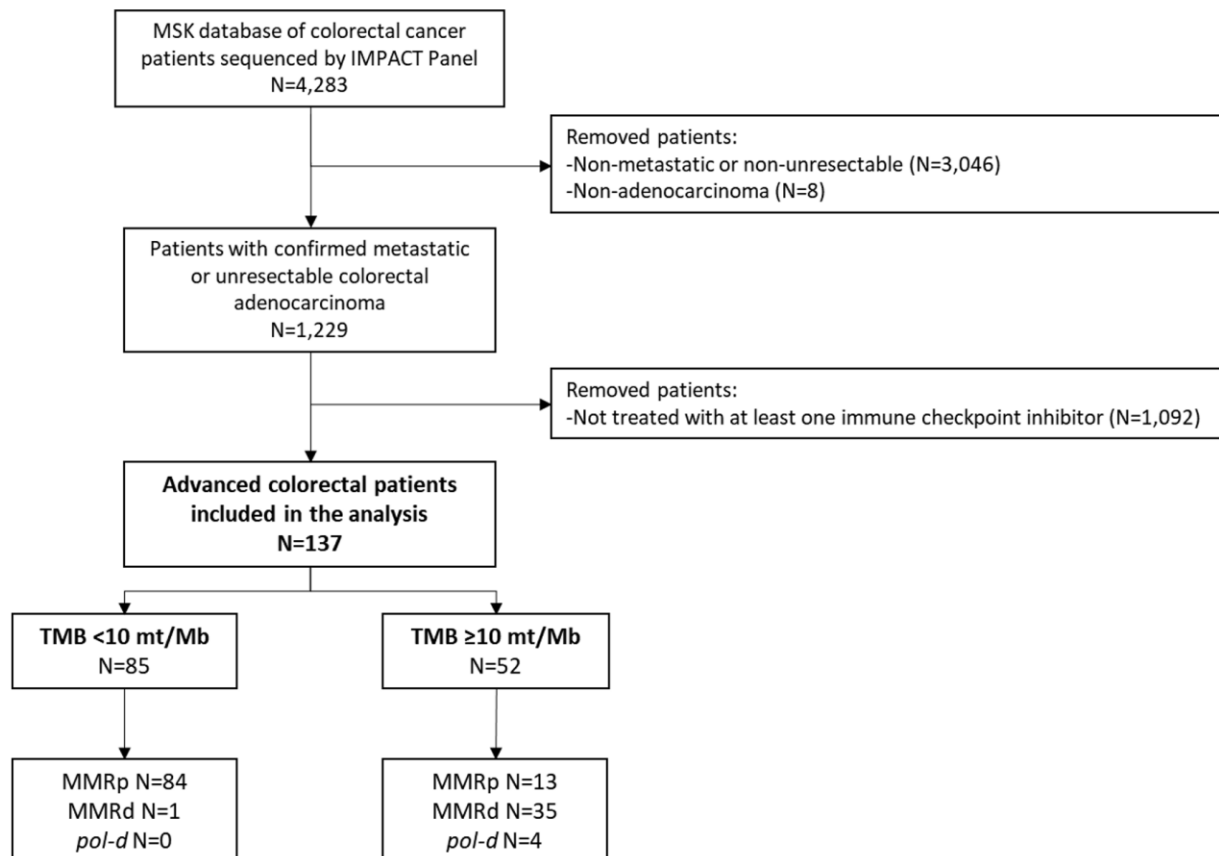 MSK database of colorectal cancer
patients sequenced by IMPACT Panel
N=4,283
Removed patients:
-Non-metastatic or non-unresectable (N=3,046)
-Non-adenocarcinoma (N=8)
Patients with confirmed metastatic
or unresectable colorectal
adenocarcinoma
N=1,229
Removed patients:
-Not treated with at least one immune checkpoint inhibitor (N=1,092)
Advanced colorectal patients
included in the analysis
N=137
TMB <10 mt/Mb
N=85
TMB ≥10 mt/Mb
N=52
MMRp N=84
MMRd N=1
pol-d N=0
MMRp N=13
MMRd N=35
pol-d N=4